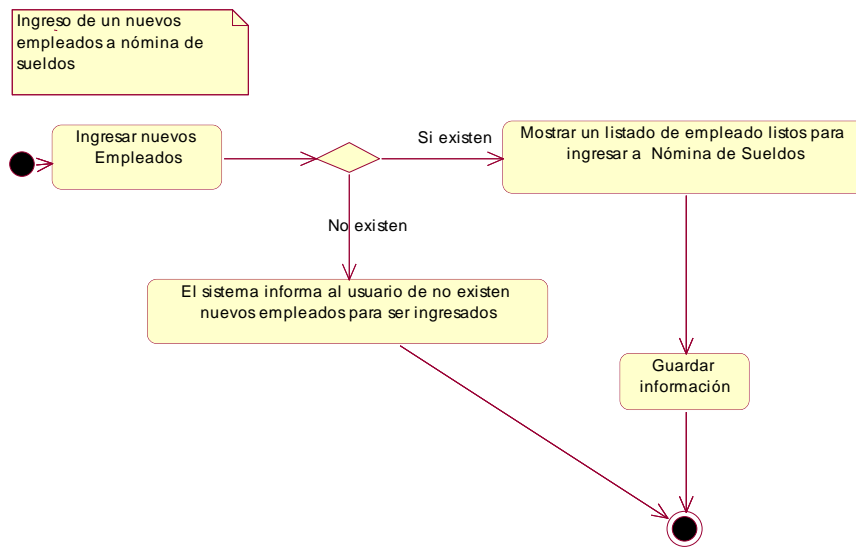 Ingreso de un nuevos
empleados a nómina de
sueldos
Ingresar nuevos
Empleados
Si existen
Mostrar un listado de empleado listos para
ingresar a Nómina de Sueldos
No existen
El sistema informa al usuario de no existen
nuevos empleados para ser ingresados
Guardar
información